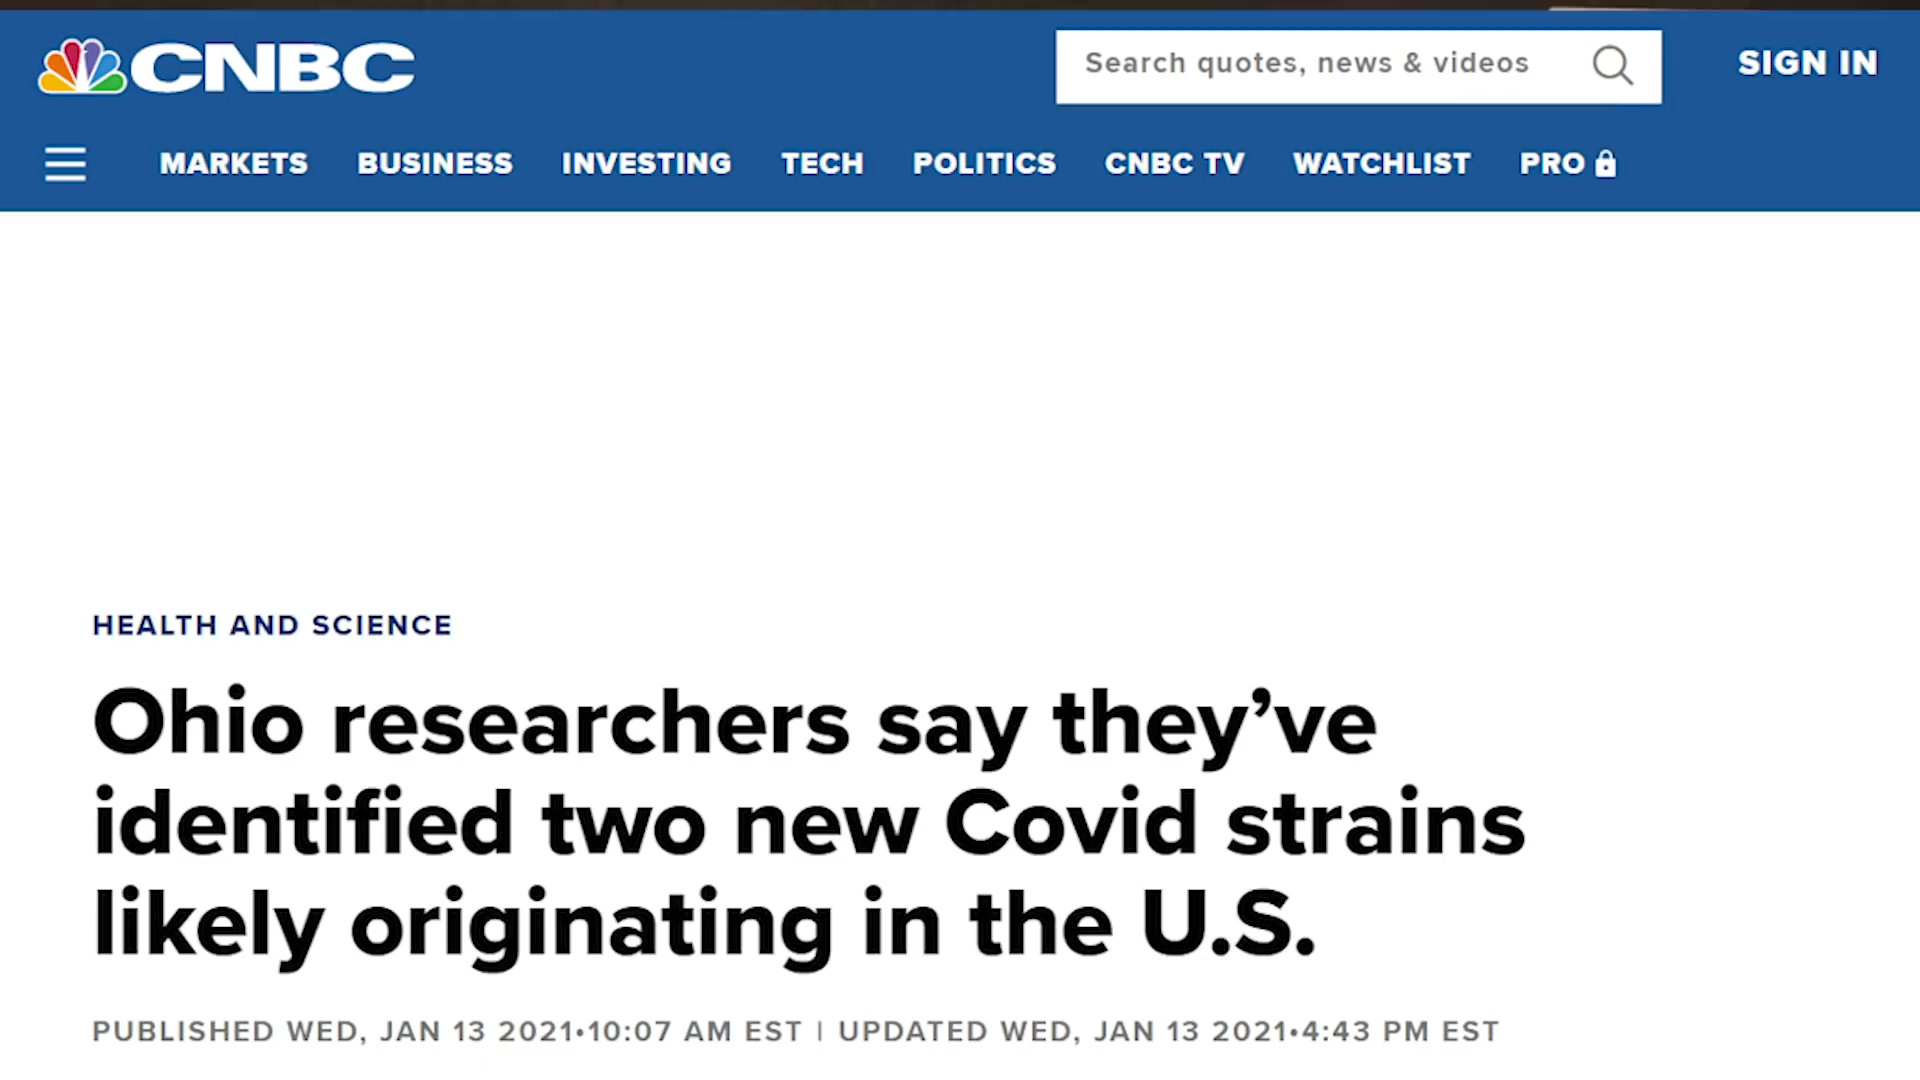 CNBC
Search quotes, news & videos
SIGN IN
MARKETS BUSINESS INVESTING TECH POLITICS CNBC TV WATCHLIST PRO
HEALTH AND SCIENCE
Ohio researchers say they’ve
identified two new Covid strains
likely originating in the U.S.
PUBLISHED WED, JAN 13 2021•10:07 AM EST | UPDATED WED, JAN 13 2021•4:43 PM EST